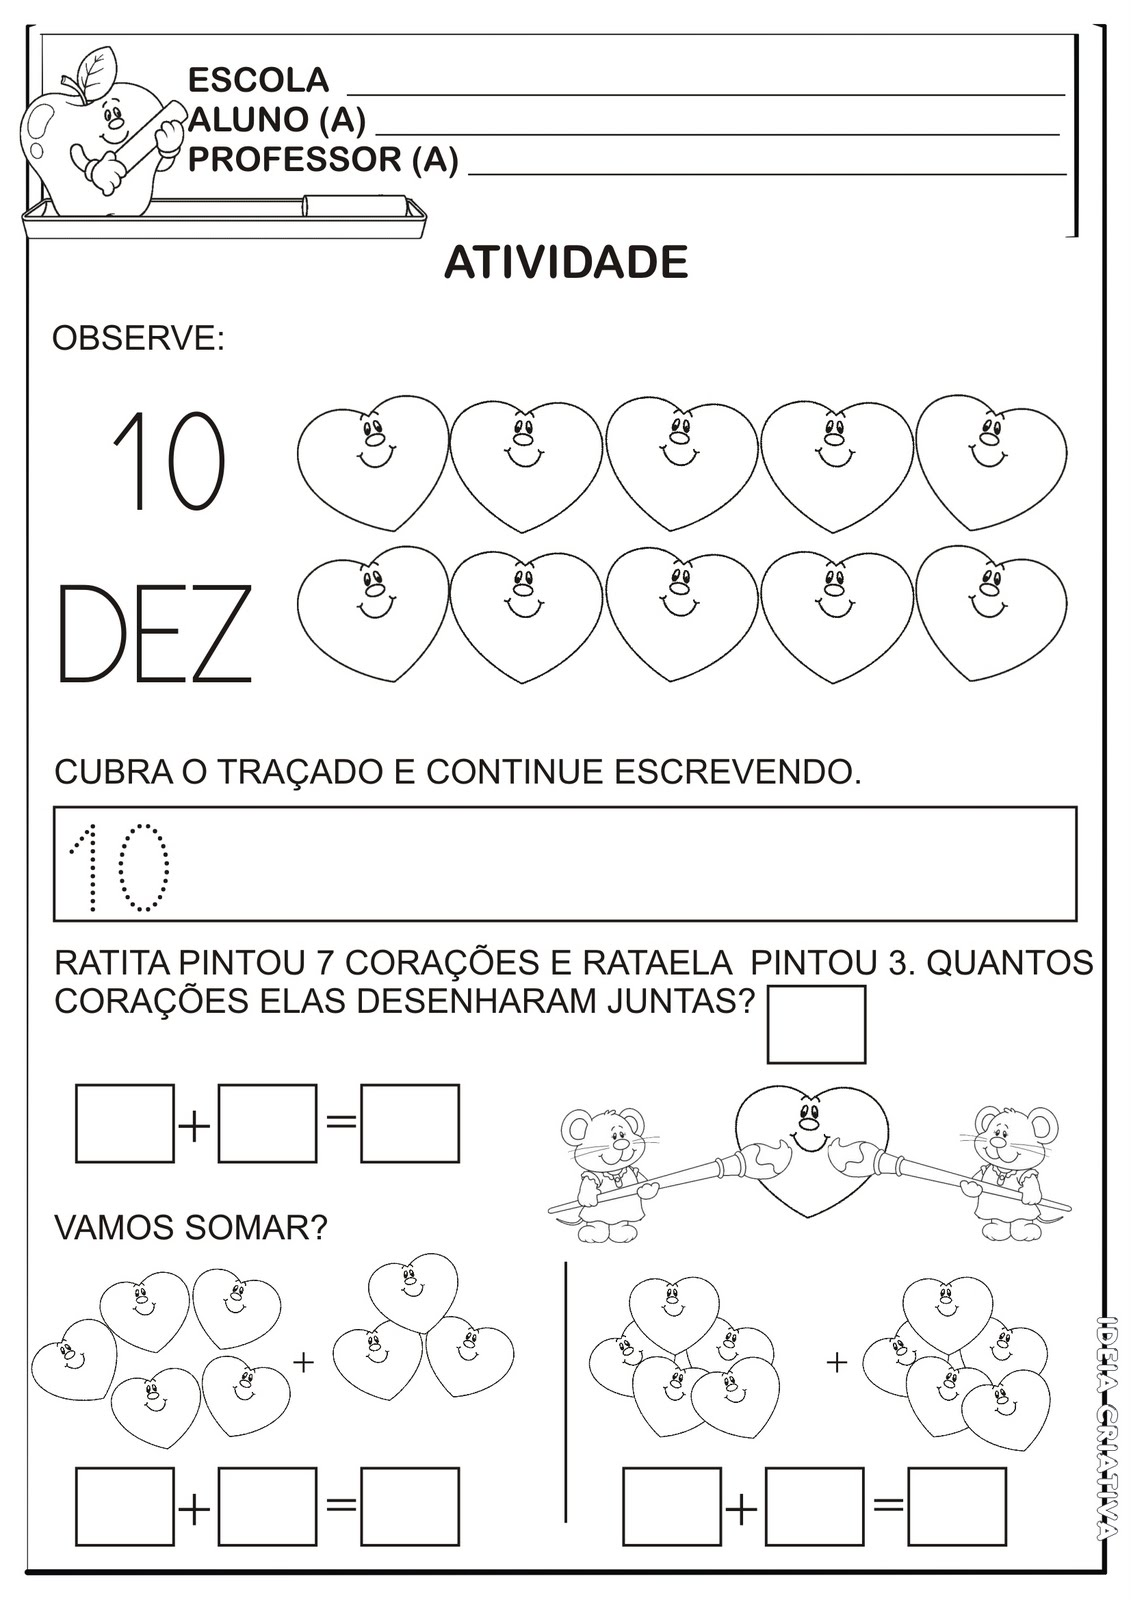 ESCOLA
ALUNO (A)
PROFESSOR (A)
ATIVIDADE
OBSERVE:
10
DEZ
CUBRA O TRAÇADO E CONTINUE ESCREVENDO.
10
RATITA PINTOU 7 CORAÇÕES E RATAELA PINTOU 3. QUANTOS
CORAÇÕES ELAS DESENHARAM JUNTAS?
+ =
VAMOS SOMAR?
+
+
+ =
+ =
IDEIA CRIATIVA